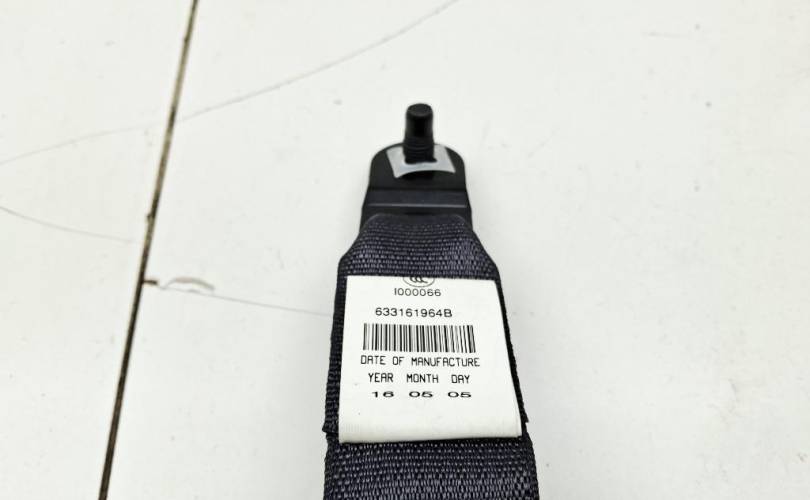 I000066
633161964B
DATE OF MANUFACTURE
YEAR MONTH DAY
16 05 05